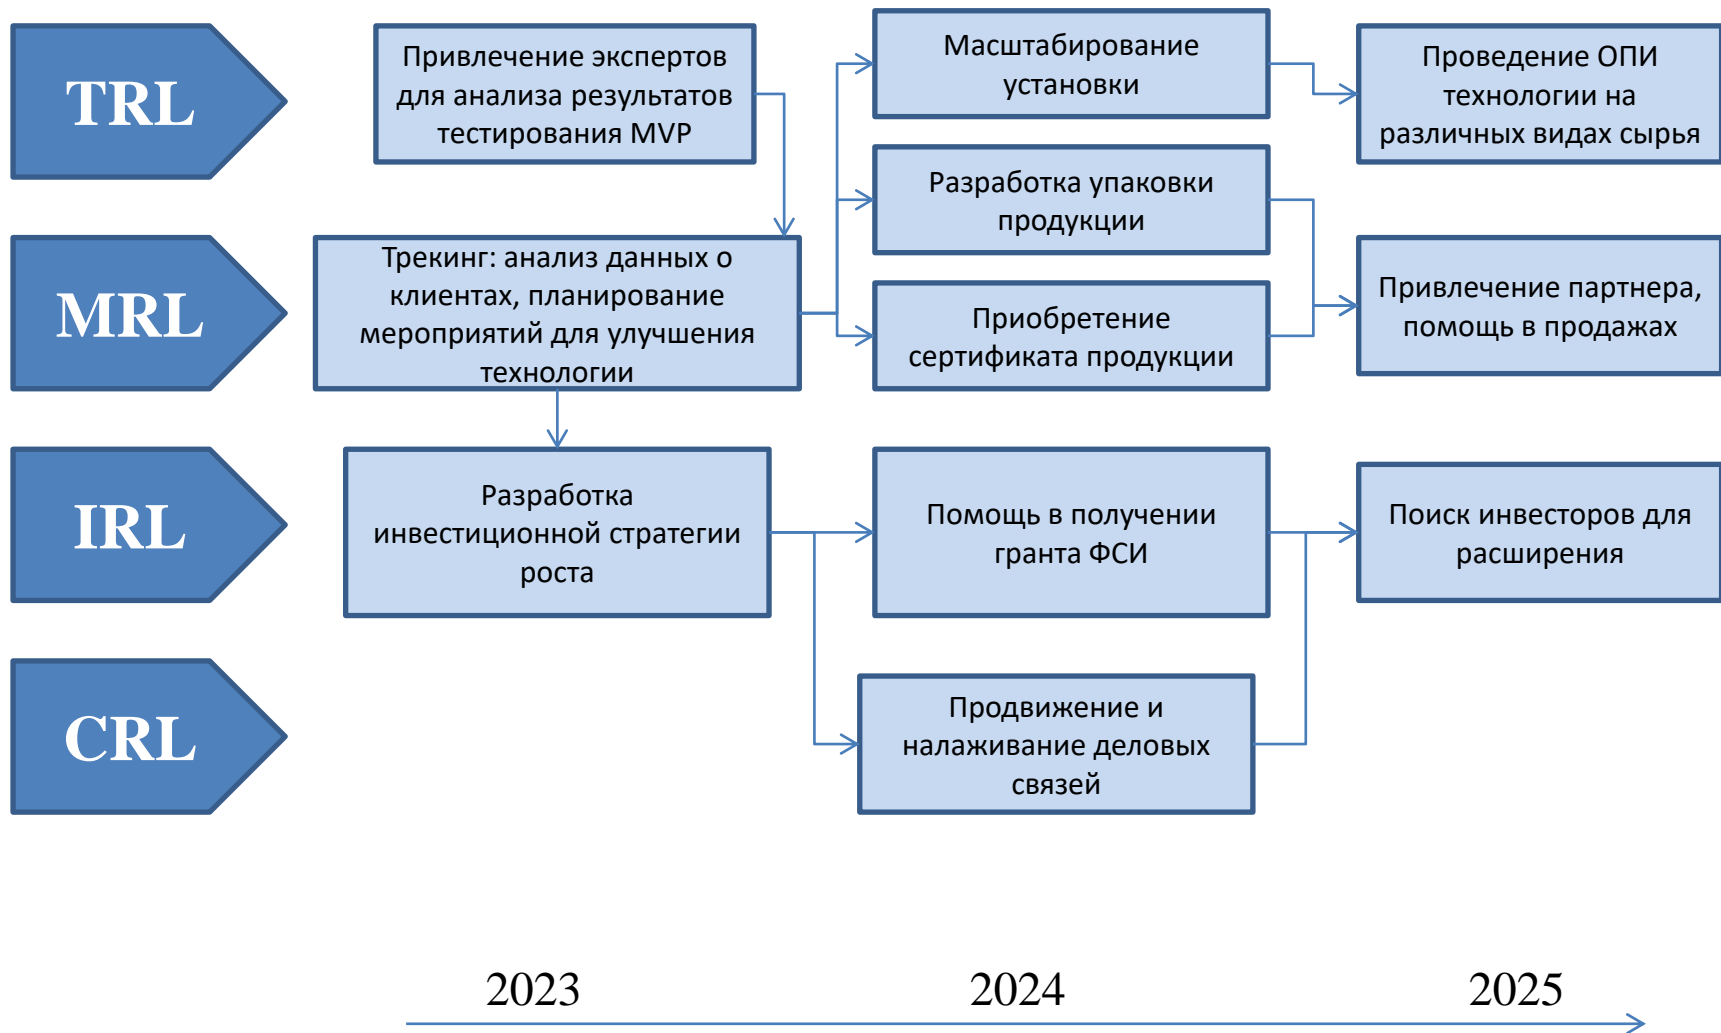 TRL
Привлечение экспертов
для анализа результатов
тестирования MVP
Масштабирование
установки
Проведение ОПИ
технологии на
различных видах сырья
Разработка упаковки
продукции
MRL
Трекинг: анализ данных о
клиентах, планирование
мероприятий для улучшения
технологии
Приобретение
сертификата продукции
Привлечение партнера,
помощь в продажах
IRL
Разработка
инвестиционной стратегии
роста
Помощь в получении
гранта ФСИ
Поиск инвесторов для
расширения
CRL
Продвижение и
налаживание деловых
связей
2023
2024
2025